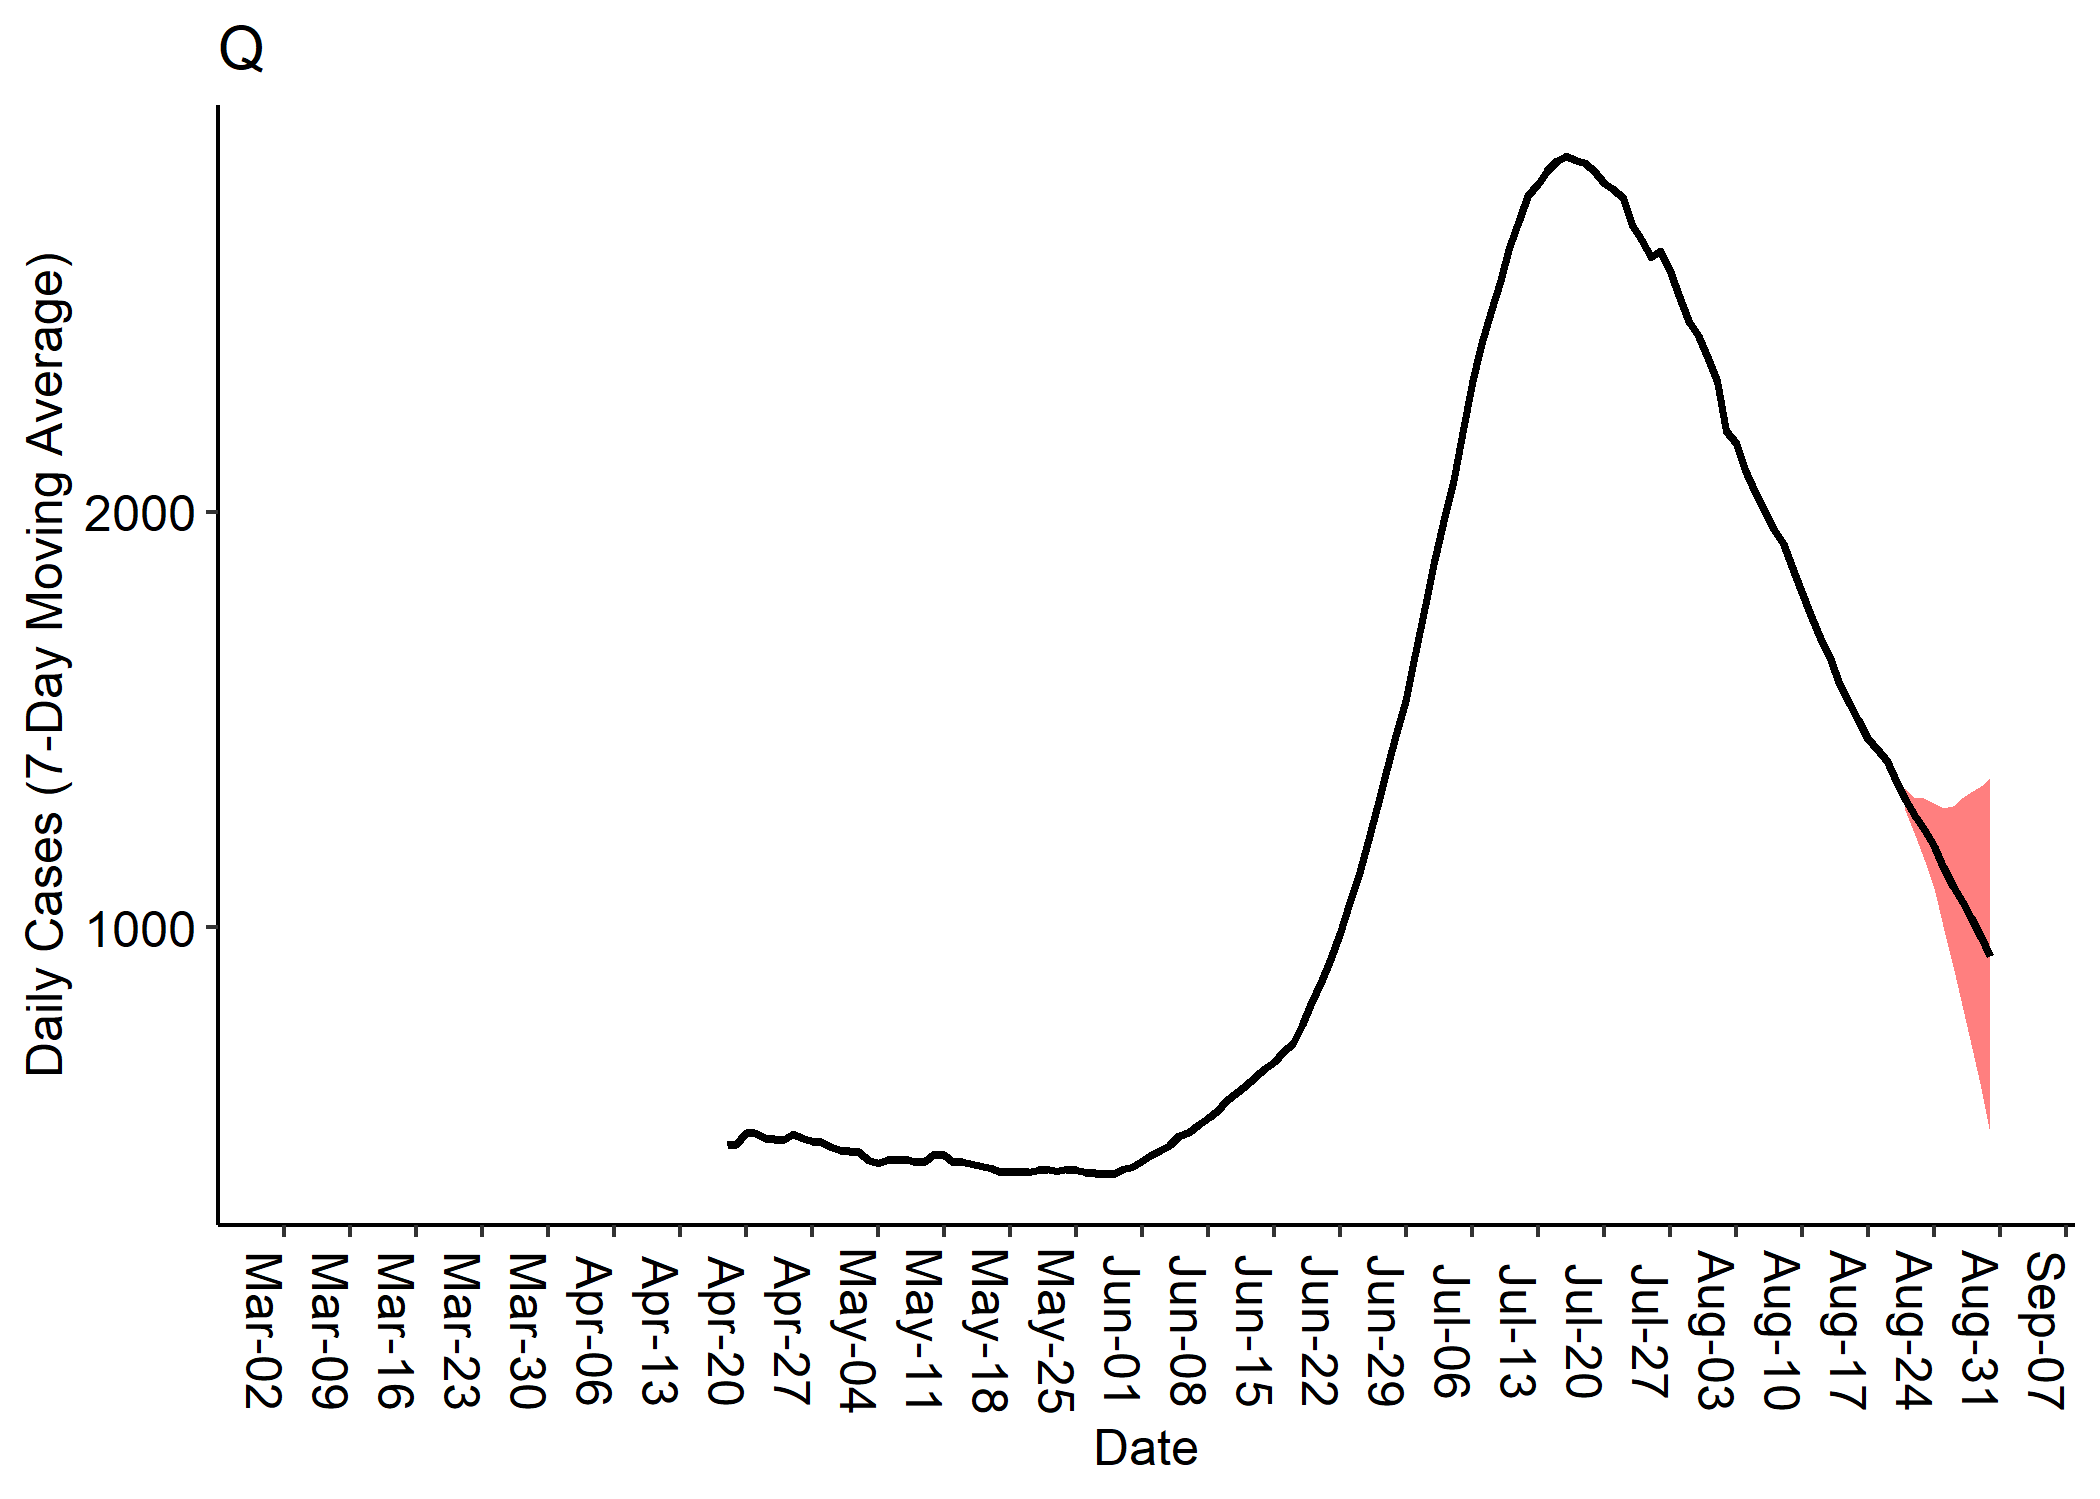 Q
Daily Cases (7-Day Moving Average)
2000
1000
Mar-02
Mar-09
Mar-16
Mar-23
Mar-30
Apr-06
Apr-13
Apr-20
Apr-27
May-04
May-11
May-18
May-25
Jun-01
Jun-08
Jun-15
Jun-22
Jun-29
Jul-06
Jul-13
Jul-20
Jul-27
Aug-03
Aug-10
Aug-17
Aug-24
Aug-31
Sep-07
Date